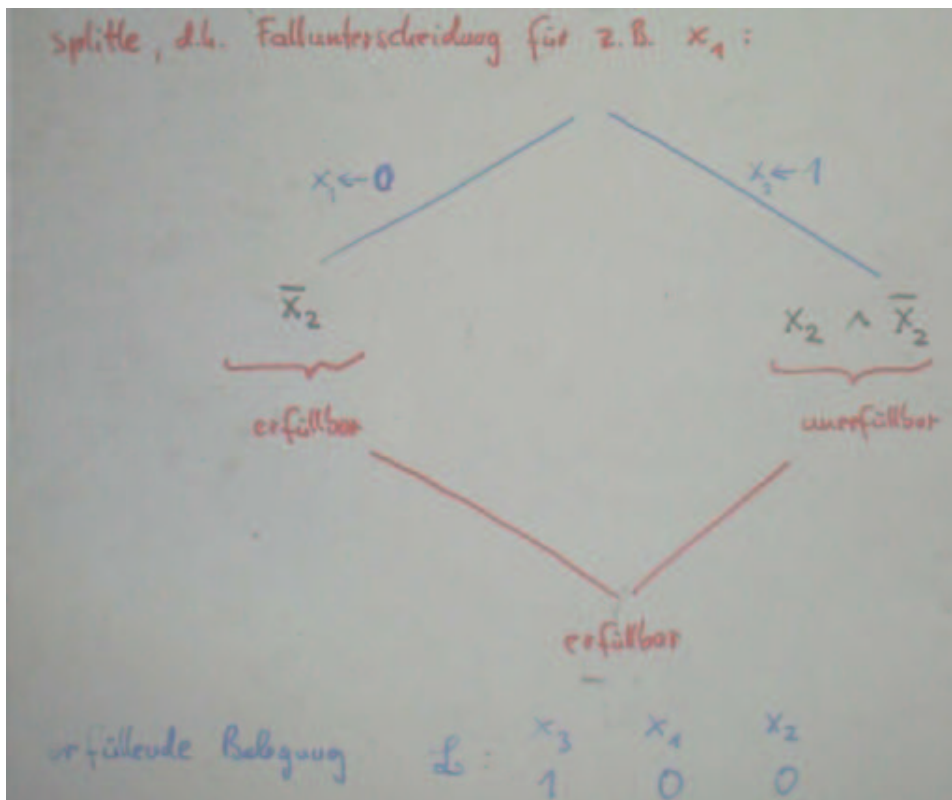 splitte, d.h. Fallunterscheidung für z.B. x₁ :
x₁ ← 0
← 1
x̄₂
x₂ ∧ x̄₂
erfüllbar
unerfüllbar
erfüllbar
erfüllende Belegung L : x₃ x₁ x₂
1 0 0